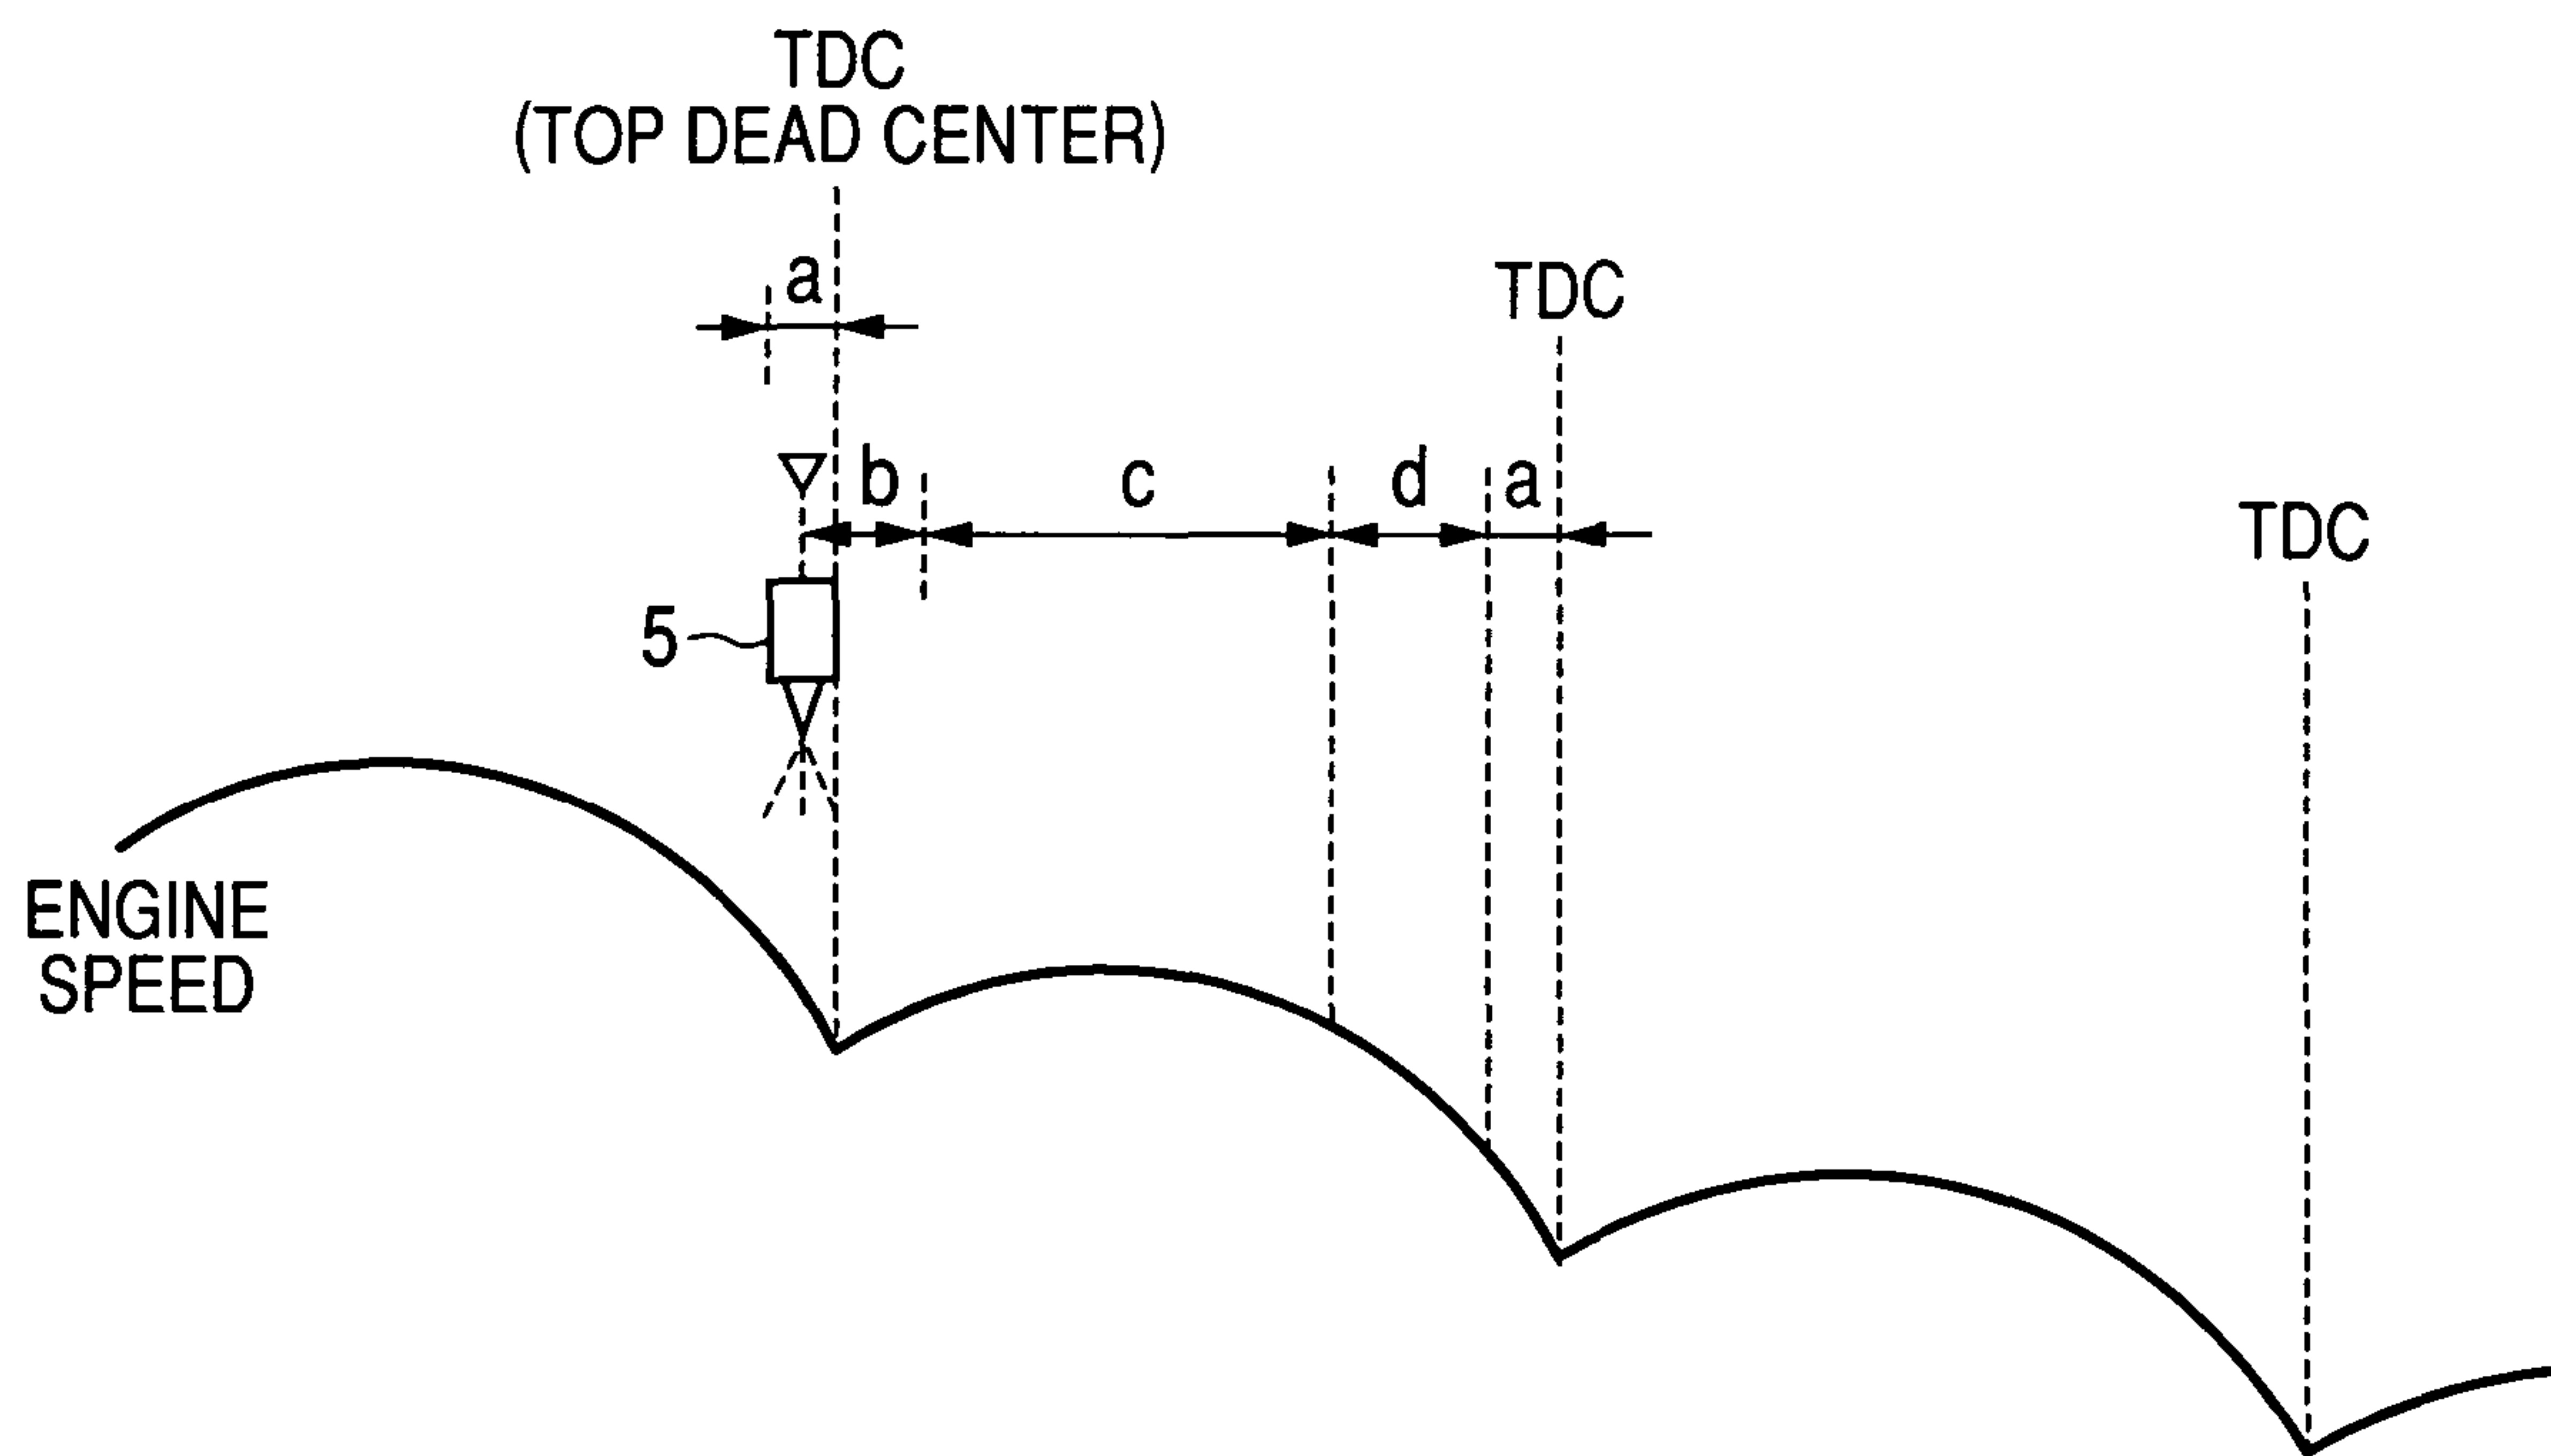 TDC
(TOP DEAD CENTER)
a
TDC
b
c
d
a
TDC
5
ENGINE
SPEED